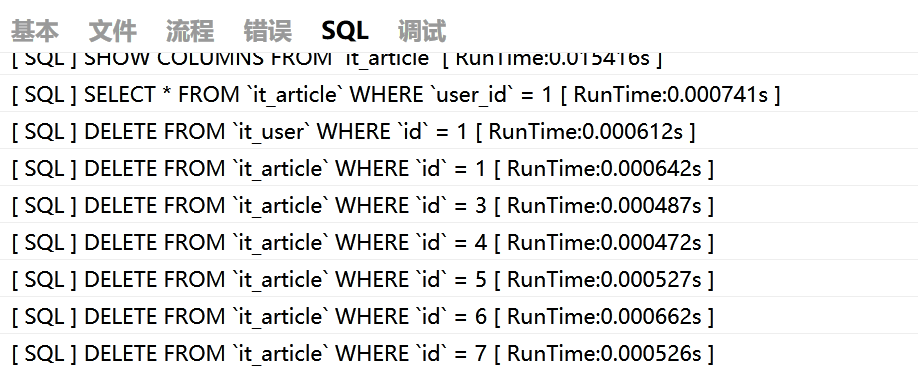 基本 文件 流程 错误 SQL 调试
[ SQL ] SHOW COLUMNS FROM `it_article` [ RunTime:0.015416s ]
[ SQL ] SELECT * FROM `it_article` WHERE `user_id` = 1 [ RunTime:0.000741s ]
[ SQL ] DELETE FROM `it_user` WHERE `id` = 1 [ RunTime:0.000612s ]
[ SQL ] DELETE FROM `it_article` WHERE `id` = 1 [ RunTime:0.000642s ]
[ SQL ] DELETE FROM `it_article` WHERE `id` = 3 [ RunTime:0.000487s ]
[ SQL ] DELETE FROM `it_article` WHERE `id` = 4 [ RunTime:0.000472s ]
[ SQL ] DELETE FROM `it_article` WHERE `id` = 5 [ RunTime:0.000527s ]
[ SQL ] DELETE FROM `it_article` WHERE `id` = 6 [ RunTime:0.000662s ]
[ SQL ] DELETE FROM `it_article` WHERE `id` = 7 [ RunTime:0.000526s ]